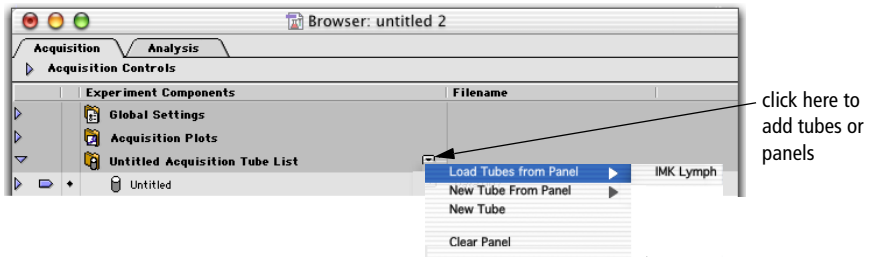 Browser: untitled 2
Acquisition Analysis
Acquisition Controls
Experiment Components Filename
Global Settings
Acquisition Plots
Untitled Acquisition Tube List
Untitled
Load Tubes from Panel IMK Lymph
New Tube From Panel
New Tube
Clear Panel
click here to
add tubes or
panels